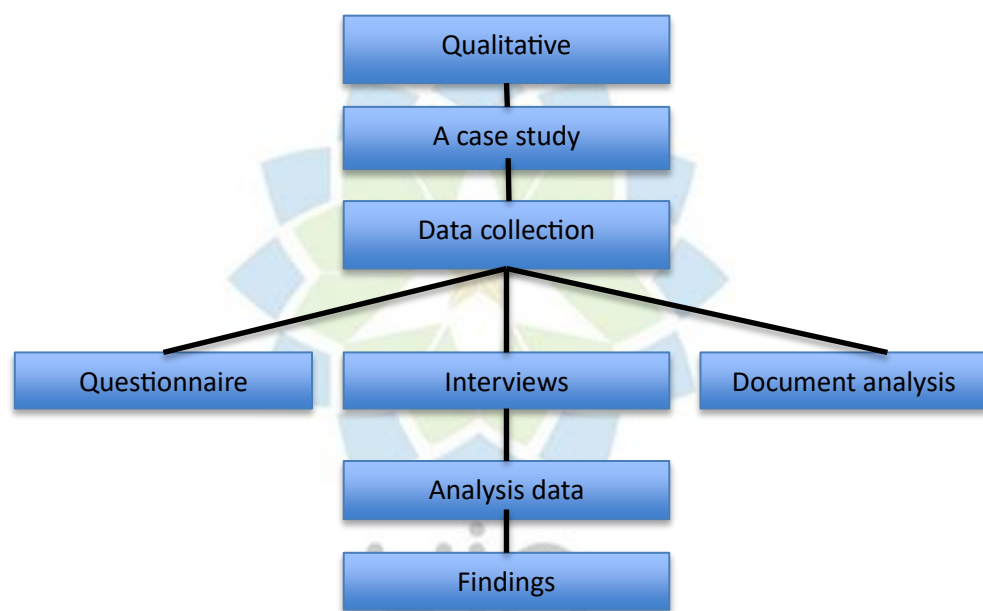 Qualitative
A case study
Data collection
Questionnaire
Interviews
Document analysis
Analysis data
Findings